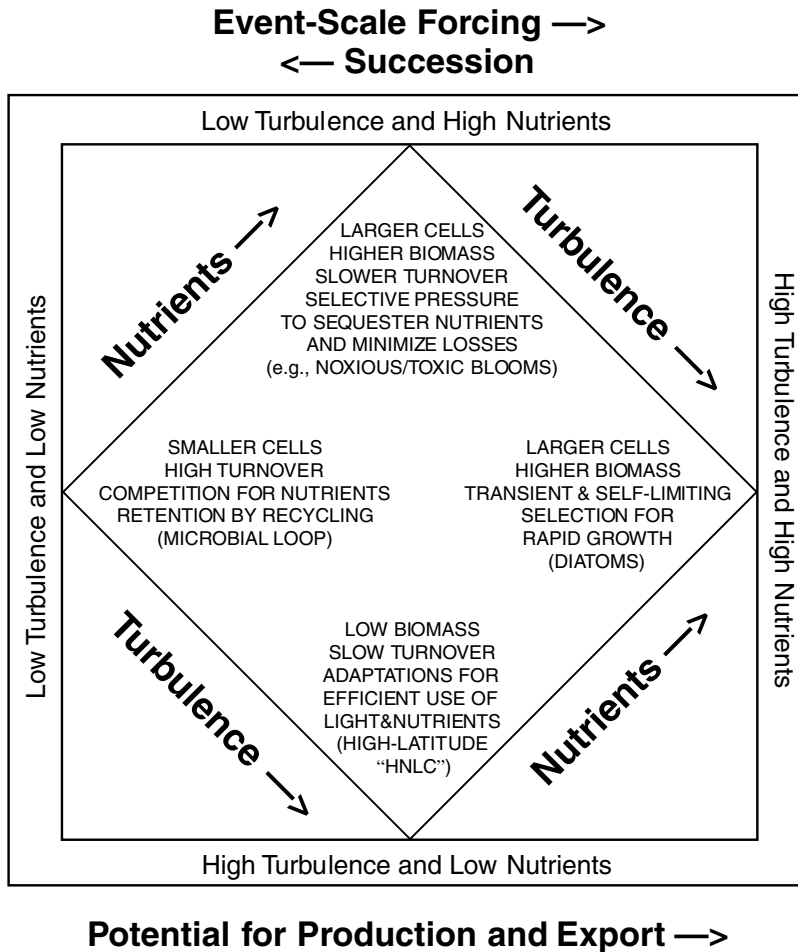 Event-Scale Forcing —>
<— Succession
Low Turbulence and High Nutrients
Nutrients —>
Turbulence —>
LARGER CELLS
HIGHER BIOMASS
SLOWER TURNOVER
SELECTIVE PRESSURE
TO SEQUESTER NUTRIENTS
AND MINIMIZE LOSSES
(e.g., NOXIOUS/TOXIC BLOOMS)
Low Turbulence and Low Nutrients
SMALLER CELLS
HIGH TURNOVER
COMPETITION FOR NUTRIENTS
RETENTION BY RECYCLING
(MICROBIAL LOOP)
LARGER CELLS
HIGHER BIOMASS
TRANSIENT & SELF-LIMITING
SELECTION FOR
RAPID GROWTH
(DIATOMS)
High Turbulence and High Nutrients
Turbulence —>
LOW BIOMASS
SLOW TURNOVER
ADAPTATIONS FOR
EFFICIENT USE OF
LIGHT&NUTRIENTS
(HIGH-LATITUDE
“HNLC”)
Nutrients —>
High Turbulence and Low Nutrients
Potential for Production and Export —>